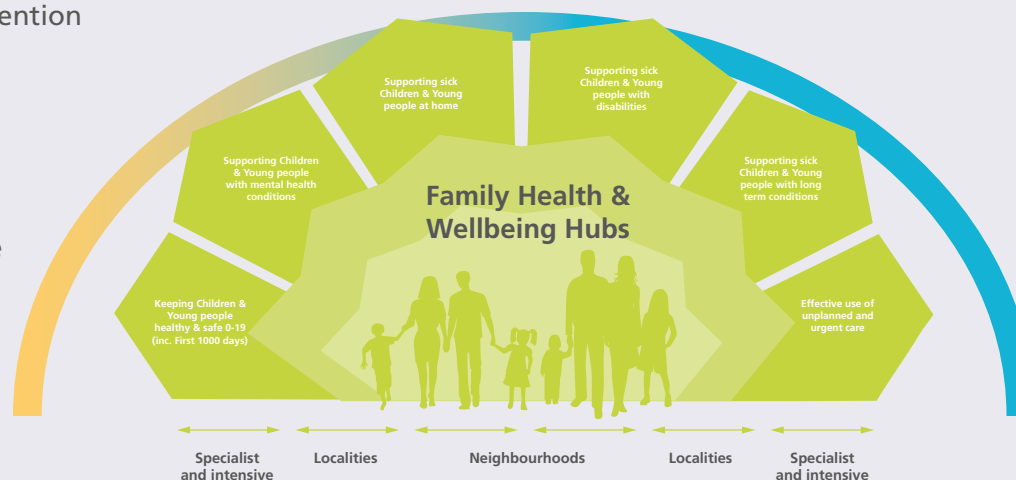 Supporting sick
Children & Young
people at home
Supporting sick
Children & Young
people with
disabilities
Supporting Children
& Young people
with mental health
conditions
Supporting sick
Children & Young
people with long
term conditions
Family Health &
Wellbeing Hubs
Keeping Children &
Young people
healthy & safe 0-19
(inc. First 1000 days)
Effective use of
unplanned and
urgent care
Specialist
and intensive
Localities
Neighbourhoods
Localities
Specialist
and intensive